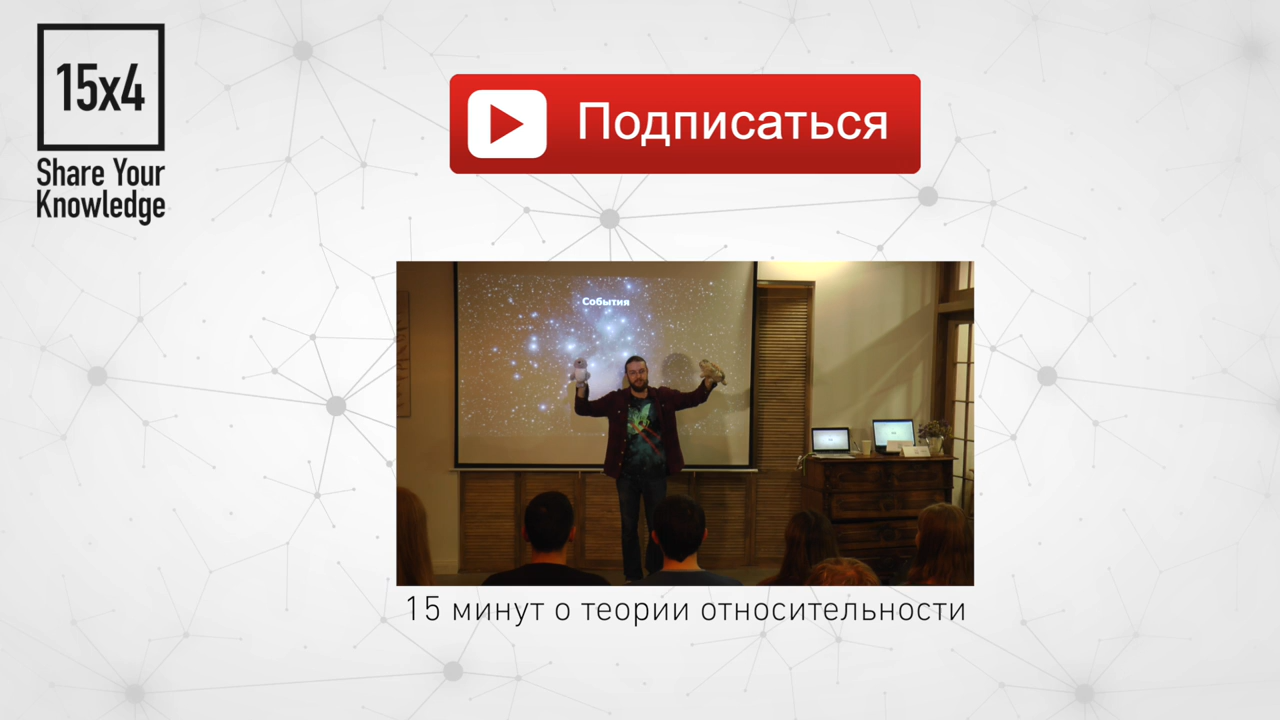 15x4
Share Your
Knowledge
Подписаться
События
15 минут о теории относительности